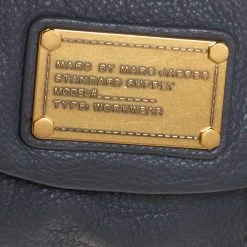 MARC BY MARC JACOBS
STANDARD SUPPLY
MODEL#
TYPE: WORKWEAR